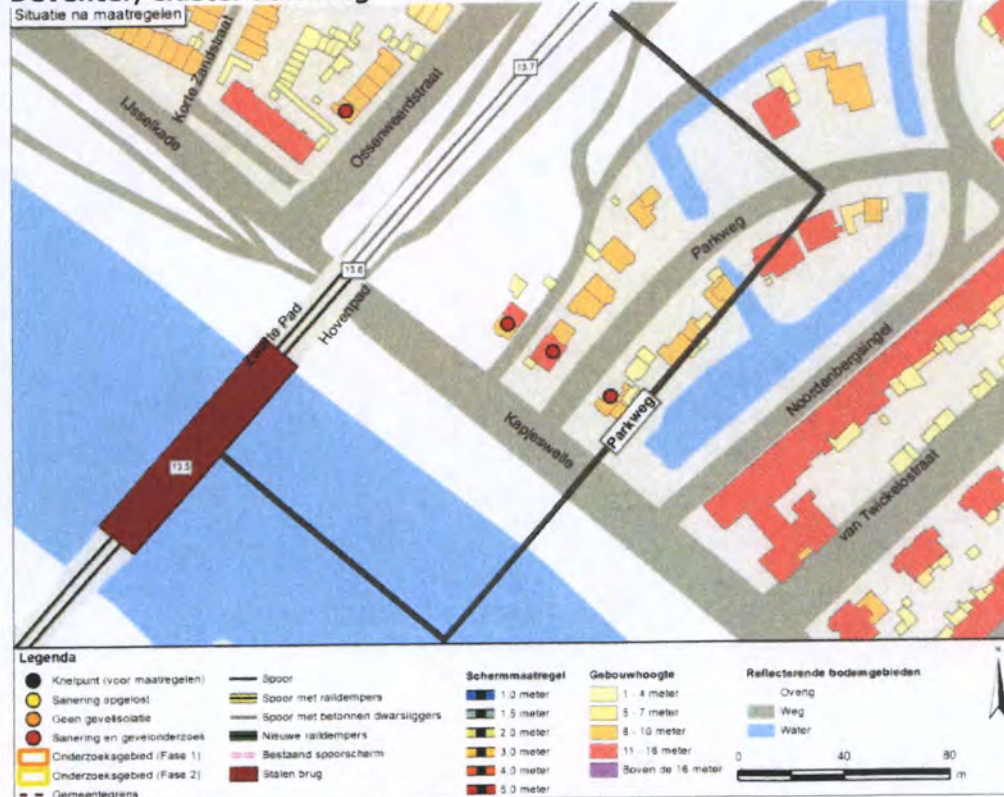 Situatie na maatregelen
IJsselkade
Korte Zandstraat
Ossenweerdstraat
13.7
13.6
Pad
Hovenpad
13.5
Parkweg
Parkweg
Kapjeswelle
Noordenbergsingel
van Twickelostraat
Legenda
Knelpunt (voor maatregelen)
Sanering opgelost
Geen gevelisolatie
Sanering en gevelonderzoek
Onderzoeksgebied (Fase 1)
Onderzoeksgebied (Fase 2)
Gemeentegrens
Spoor
Spoor met raildempers
Spoor met betonnen dwarsliggers
Nieuwe raildempers
Bestaand spoorscherm
Stalen brug
Schermmaatregel
1.0 meter
1.5 meter
2.0 meter
3.0 meter
4.0 meter
5.0 meter
Gebouwhoogte
1 - 4 meter
5 - 7 meter
8 - 10 meter
11 - 16 meter
Boven de 16 meter
Reflecterende bodemgebieden
Overig
Weg
Water
0 40 80
m